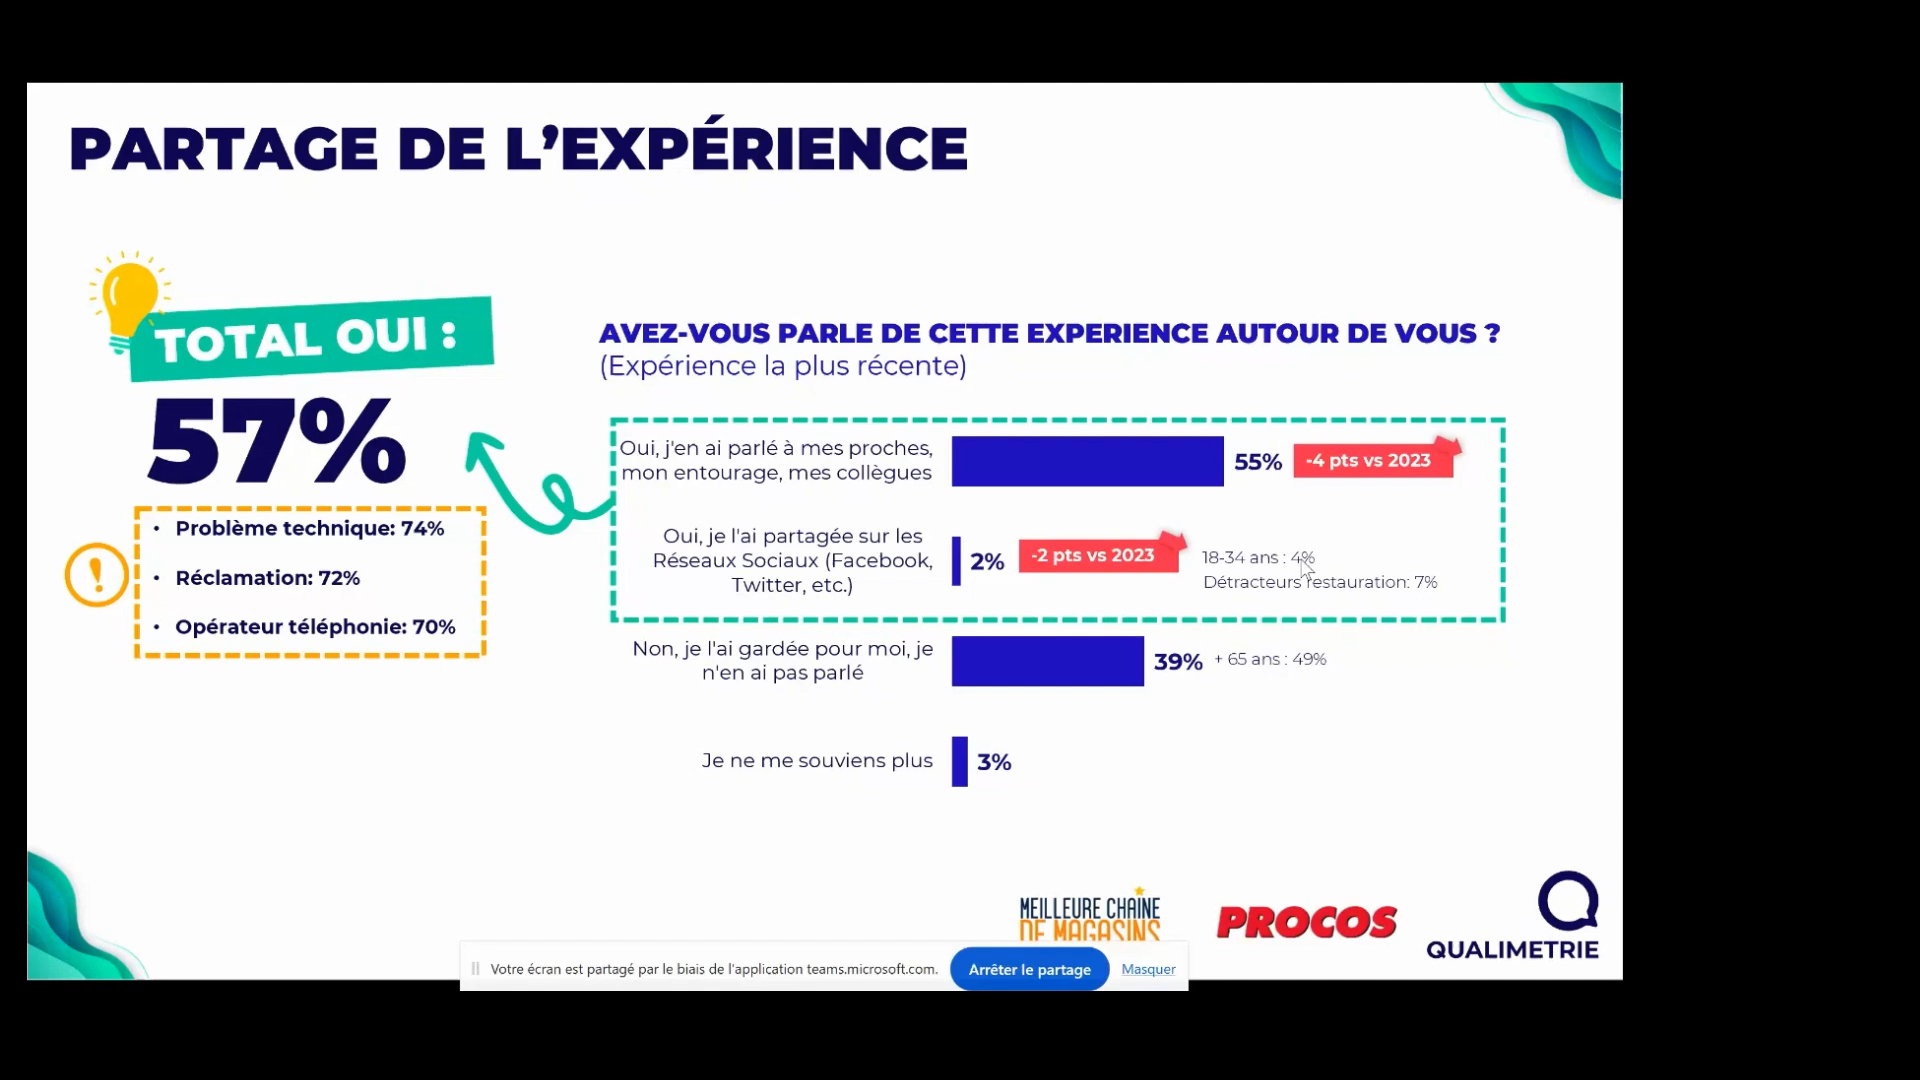 PARTAGE DE L’EXPÉRIENCE
TOTAL OUI :
57%
• Problème technique: 74%
• Réclamation: 72%
• Opérateur téléphonie: 70%
AVEZ-VOUS PARLE DE CETTE EXPERIENCE AUTOUR DE VOUS ?
(Expérience la plus récente)
Oui, j'en ai parlé à mes proches,
mon entourage, mes collègues
55%
-4 pts vs 2023
Oui, je l'ai partagée sur les
Réseaux Sociaux (Facebook,
Twitter, etc.)
2%
-2 pts vs 2023
18-34 ans : 4%
Détracteurs restauration: 7%
Non, je l'ai gardée pour moi, je
n'en ai pas parlé
39%
+ 65 ans : 49%
Je ne me souviens plus
3%
MEILLEURE CHAÎNE
DE MAGASINS
PROCOS
QUALIMETRIE
Votre écran est partagé par le biais de l'application teams.microsoft.com.
Arrêter le partage
Masquer